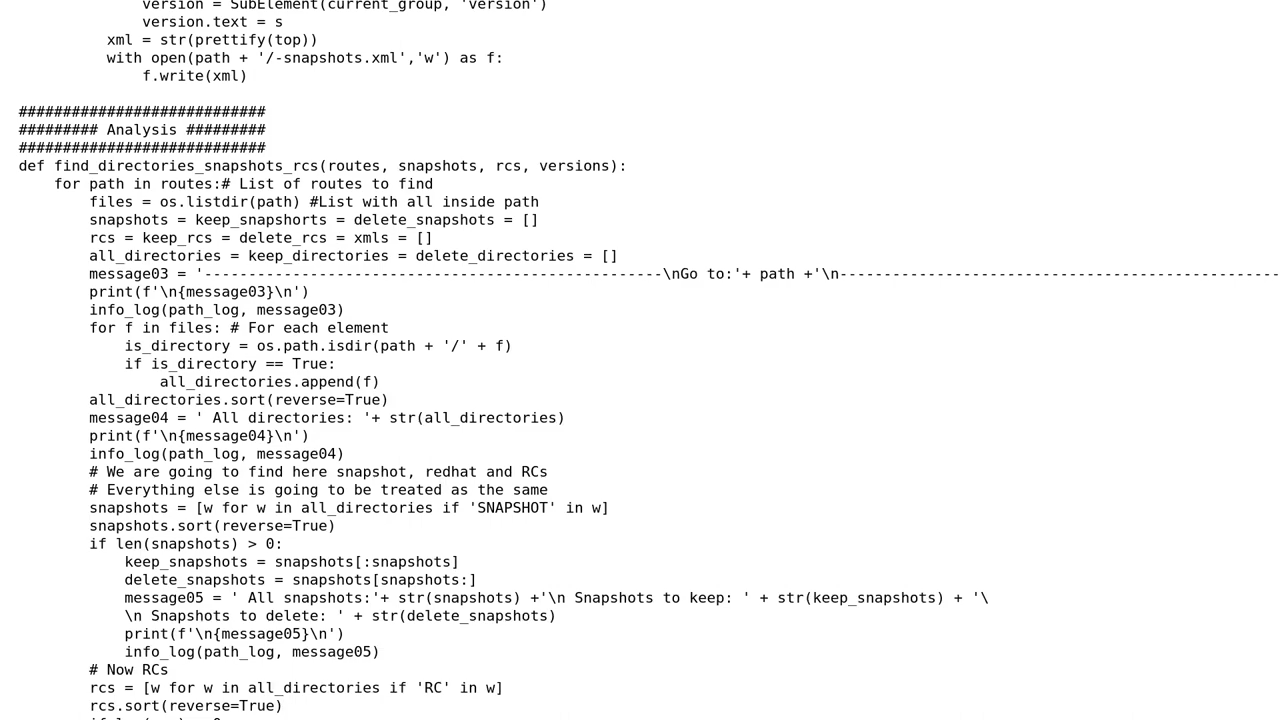 version = SubElement(current_group, 'version')
version.text = s
xml = str(prettify(top))
with open(path + '/-snapshots.xml','w') as f:
f.write(xml)
############################
######### Analysis #########
############################
def find_directories_snapshots_rcs(routes, snapshots, rcs, versions):
for path in routes:# List of routes to find
files = os.listdir(path) #List with all inside path
snapshots = keep_snapshorts = delete_snapshots = []
rcs = keep_rcs = delete_rcs = xmls = []
all_directories = keep_directories = delete_directories = []
message03 = '----------------------------------------------------\nGo to:'+ path +'\n--------------------------------------------------
print(f'\n{message03}\n')
info_log(path_log, message03)
for f in files: # For each element
is_directory = os.path.isdir(path + '/' + f)
if is_directory == True:
all_directories.append(f)
all_directories.sort(reverse=True)
message04 = ' All directories: '+ str(all_directories)
print(f'\n{message04}\n')
info_log(path_log, message04)
# We are going to find here snapshot, redhat and RCs
# Everything else is going to be treated as the same
snapshots = [w for w in all_directories if 'SNAPSHOT' in w]
snapshots.sort(reverse=True)
if len(snapshots) > 0:
keep_snapshots = snapshots[:snapshots]
delete_snapshots = snapshots[snapshots:]
message05 = ' All snapshots:'+ str(snapshots) +'\n Snapshots to keep: ' + str(keep_snapshots) + '\
\n Snapshots to delete: ' + str(delete_snapshots)
print(f'\n{message05}\n')
info_log(path_log, message05)
# Now RCs
rcs = [w for w in all_directories if 'RC' in w]
rcs.sort(reverse=True)